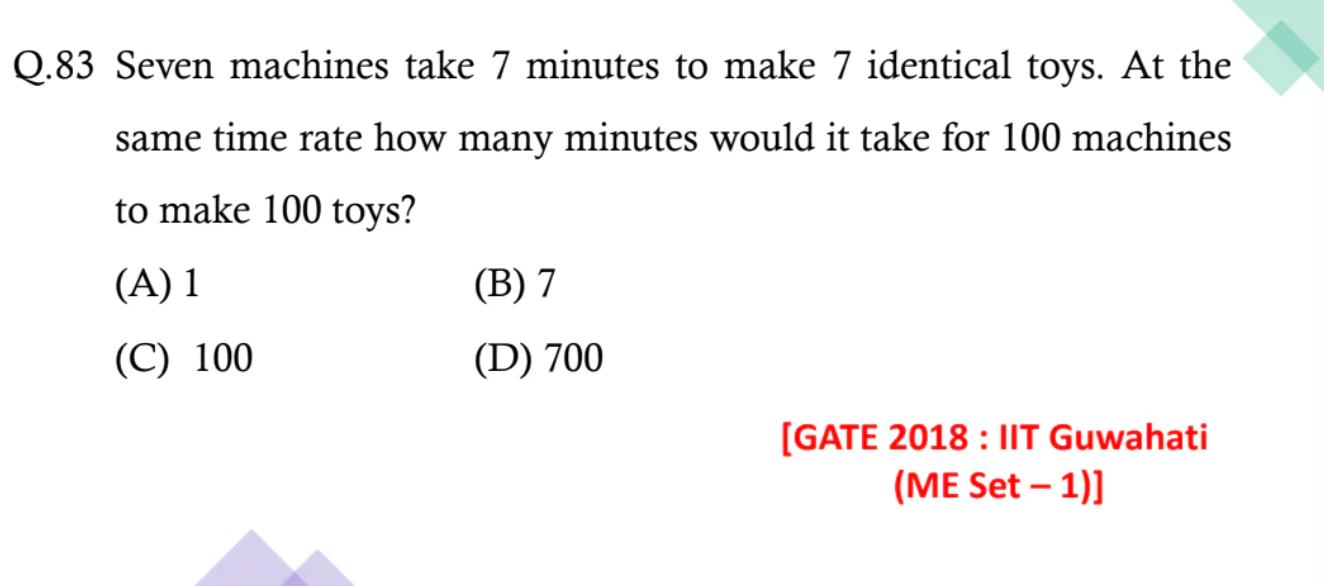 Q.83 Seven machines take 7 minutes to make 7 identical toys. At the
same time rate how many minutes would it take for 100 machines
to make 100 toys?
(A) 1 (B) 7
(C) 100 (D) 700
[GATE 2018 : IIT Guwahati
(ME Set – 1)]